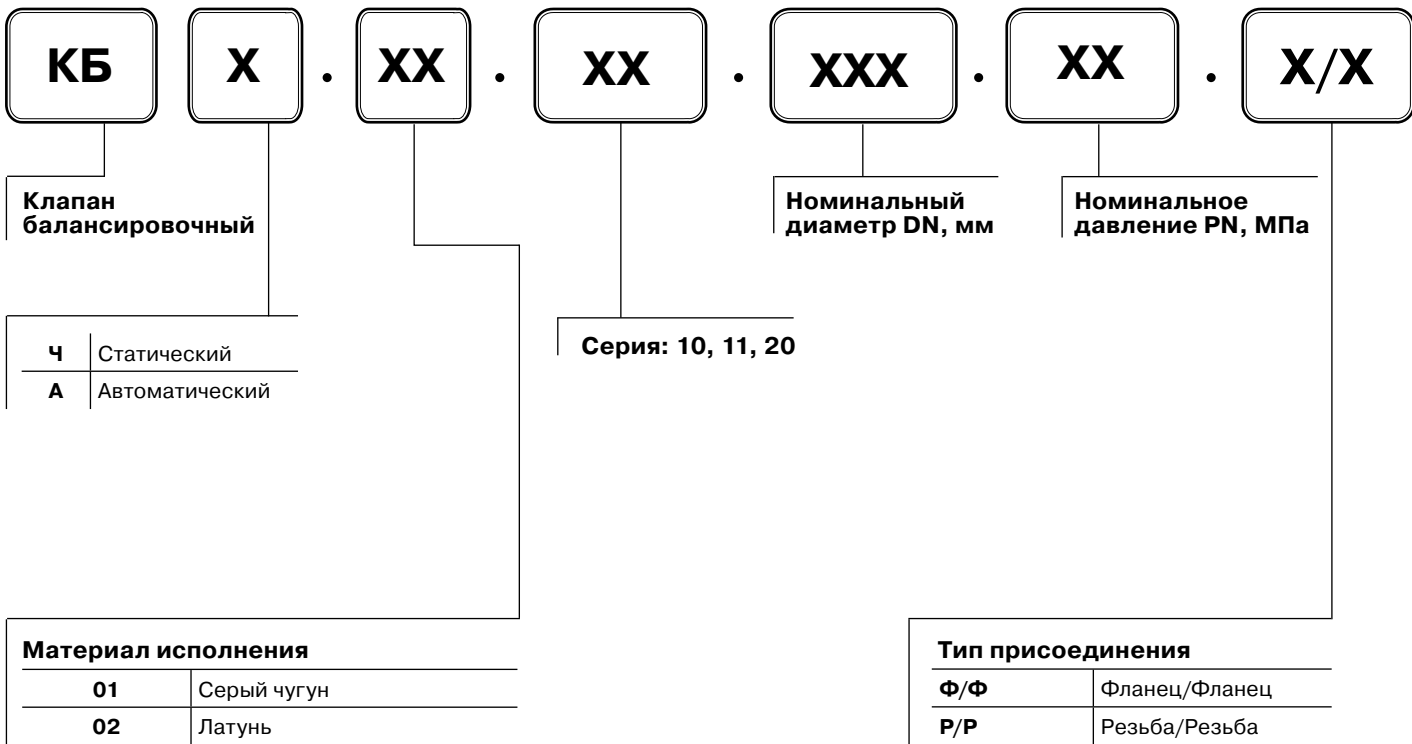 КБ Х . ХХ . ХХ . ХХХ . ХХ . Х/Х
Клапан
балансировочный
Номинальный
диаметр DN, мм
Номинальное
давление PN, МПа
Ч Статический
А Автоматический
Серия: 10, 11, 20
Материал исполнения
01 Серый чугун
02 Латунь
Тип присоединения
Ф/Ф Фланец/Фланец
Р/Р Резьба/Резьба